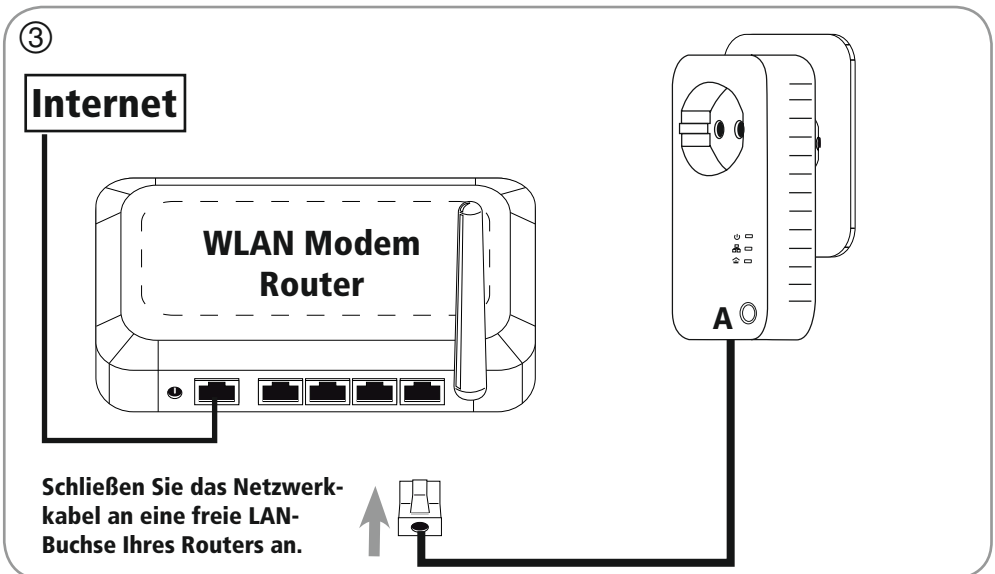 ③
Internet
WLAN Modem
Router
A
Schließen Sie das Netzwerk-
kabel an eine freie LAN-
Buchse Ihres Routers an.